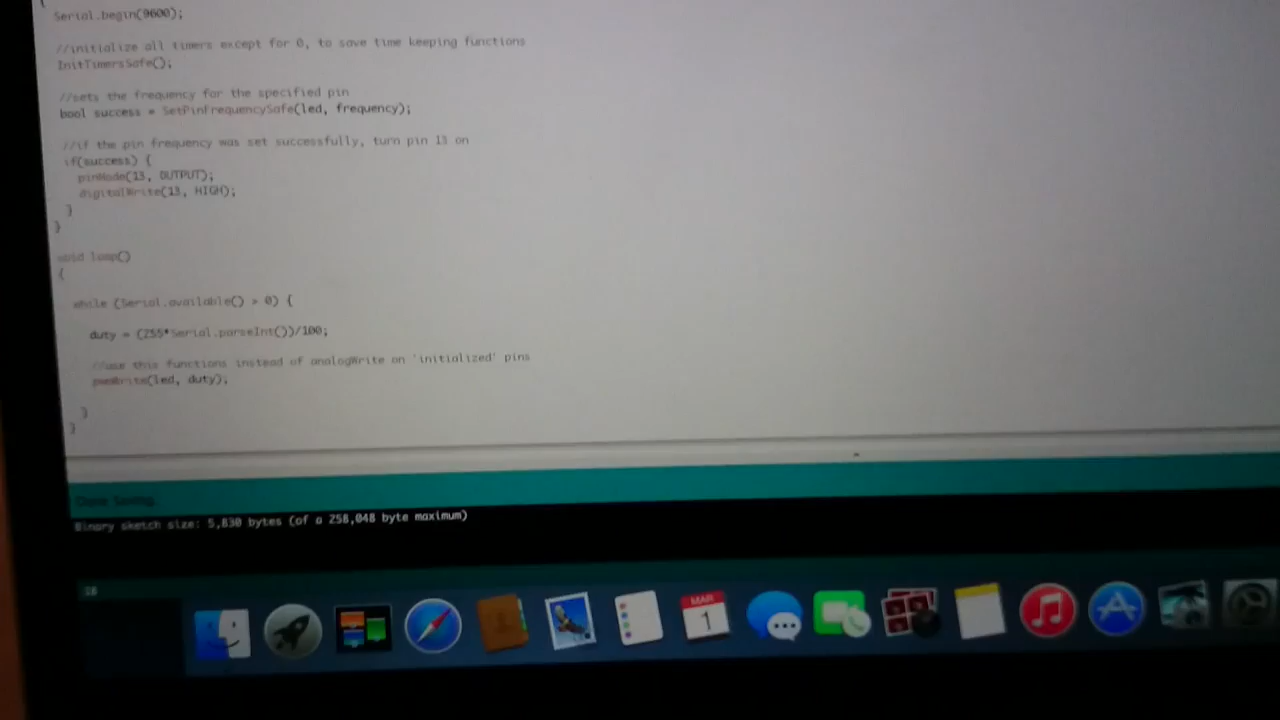 {
Serial.begin(9600);
//initialize all timers except for 0, to save time keeping functions
InitTimersSafe();
//sets the frequency for the specified pin
bool success = SetPinFrequencySafe(led, frequency);
//if the pin frequency was set successfully, turn pin 13 on
if(success) {
pinMode(13, OUTPUT);
digitalWrite(13, HIGH);
}
}
void loop()
{
while (Serial.available() > 0) {
duty = (255*Serial.parseInt())/100;
//use this functions instead of analogWrite on 'initialized' pins
pwmWrite(led, duty);
}
}
Done Saving.
Binary sketch size: 5,830 bytes (of a 258,048 byte maximum)
MAR
1